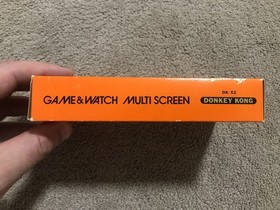 DK-52
GAME&WATCH MULTI SCREEN DONKEY KONG